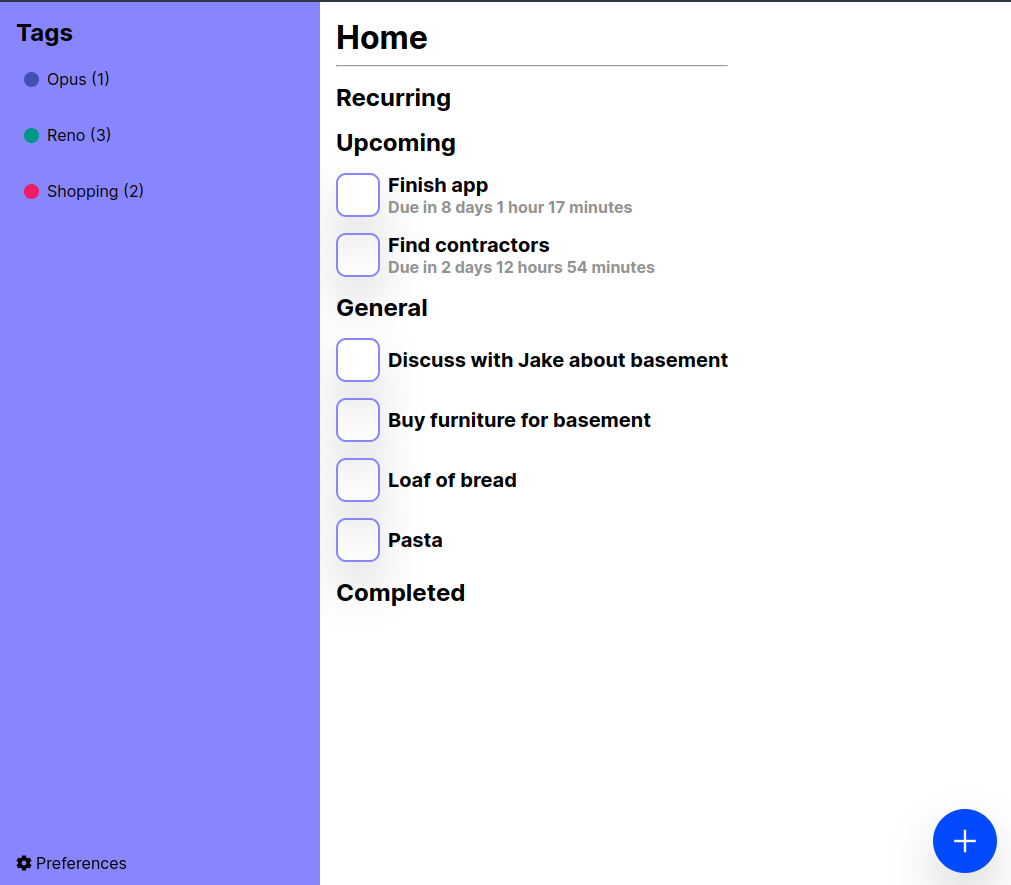 Tags
Opus (1)
Reno (3)
Shopping (2)
Preferences
Home
Recurring
Upcoming
Finish app
Due in 8 days 1 hour 17 minutes
Find contractors
Due in 2 days 12 hours 54 minutes
General
Discuss with Jake about basement
Buy furniture for basement
Loaf of bread
Pasta
Completed